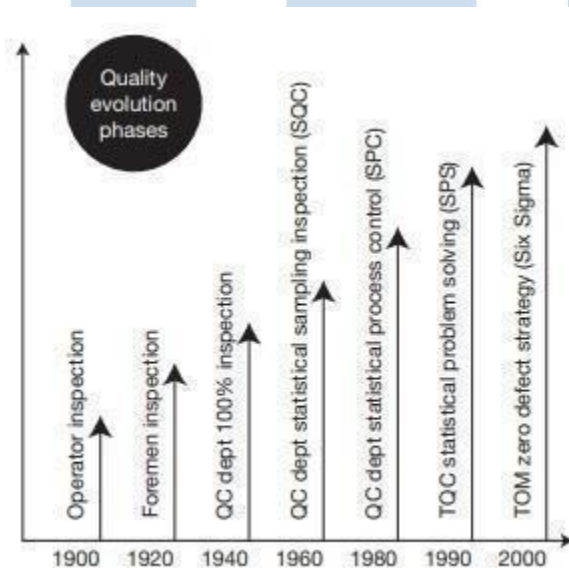 Quality
evolution
phases
Operator inspection
Foremen inspection
QC dept 100% inspection
QC dept statistical sampling inspection (SQC)
QC dept statistical process control (SPC)
TQC statistical problem solving (SPS)
TOM zero defect strategy (Six Sigma)
1900 1920 1940 1960 1980 1990 2000